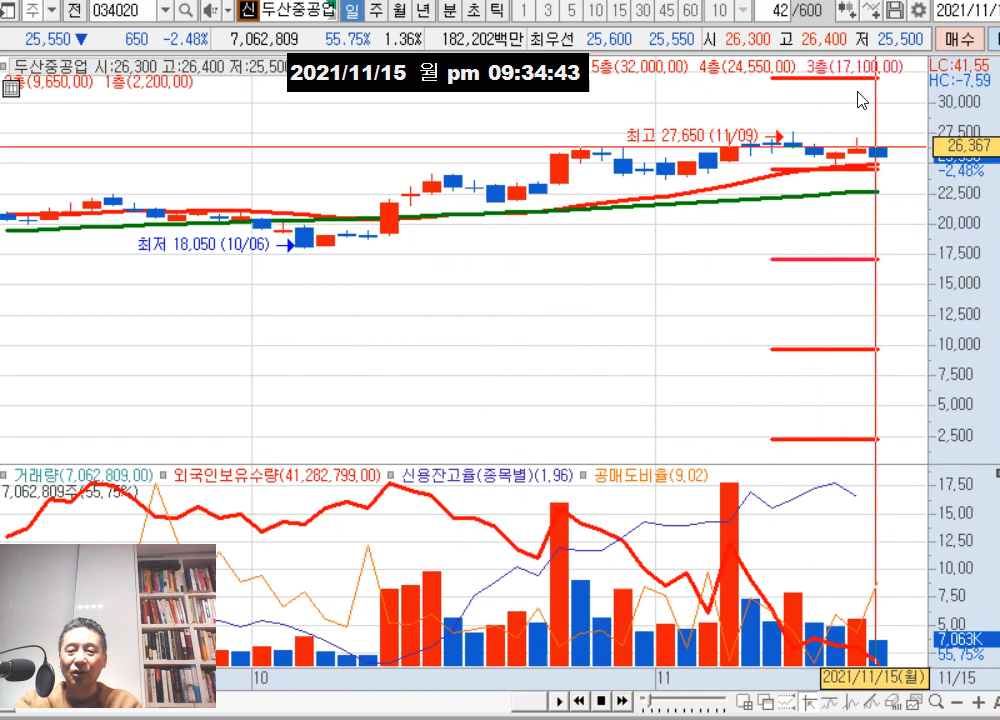 주 전 034020 신 두산중공업 일 주 월 년 분 초 틱 1 3 5 10 15 30 45 60 10 42 /600 2021/11/1
25,550 ▼ 650 -2.48% 7,062,809 55.75% 1.36% 182,202백만 최우선 25,600 25,550 시 26,300 고 26,400 저 25,500 매수
두산중공업 시:26,300 고:26,400 저:25,50
2021/11/15 월 pm 09:34:43
5층(32,000,00) 4층(24,550,00) 3층(17,100,00)
LC:41.55
2층(9,650,00) 1층(2,200,00)
HC:-7.59
30,000
최고 27,650 (11/09)
27,500
26,367
-2.48%
22,500
최저 18,050 (10/06)
20,000
17,500
15,000
12,500
10,000
7,500
5,000
2,500
거래량(7,062,809,00) 외국인보유수량(41,282,799,00) 신용잔고율(종목별)(1,96) 공매도비율(9,02)
7,062,809주(55,75%)
17,50
15,00
12,50
10,00
7,50
5,00
7,063K
55,75%
10 11 2021/11/15(월) 11/15